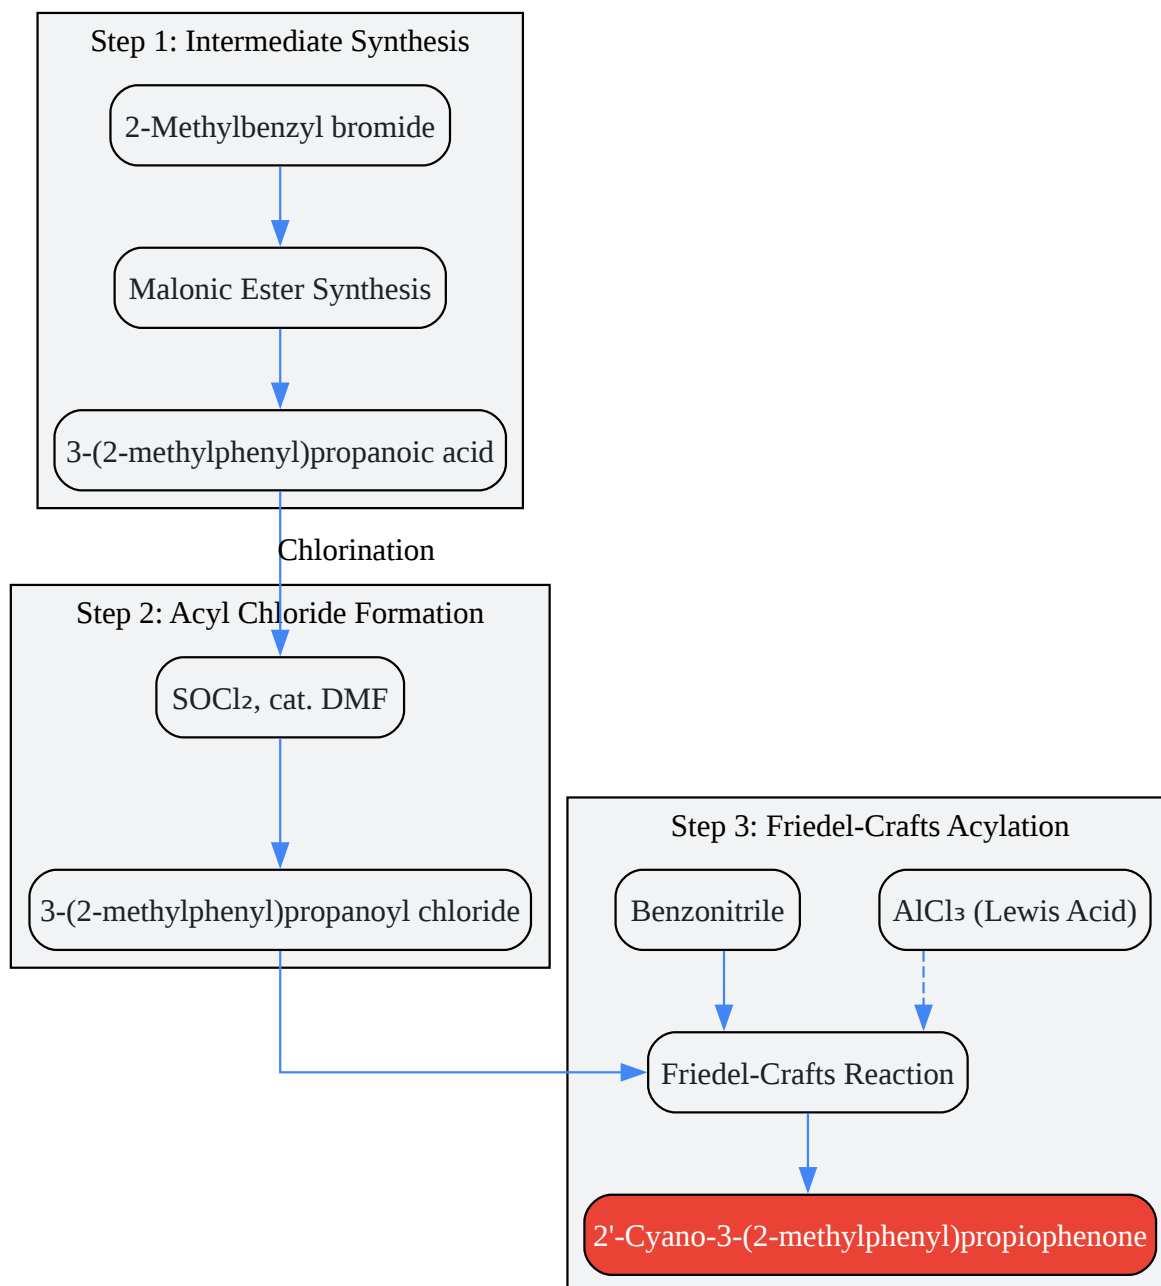 Step 1: Intermediate Synthesis
2-Methylbenzyl bromide
Malonic Ester Synthesis
3-(2-methylphenyl)propanoic acid
Chlorination
Step 2: Acyl Chloride Formation
SOCl₂, cat. DMF
3-(2-methylphenyl)propanoyl chloride
Step 3: Friedel-Crafts Acylation
Benzonitrile
AlCl₃ (Lewis Acid)
Friedel-Crafts Reaction
2'-Cyano-3-(2-methylphenyl)propiophenone